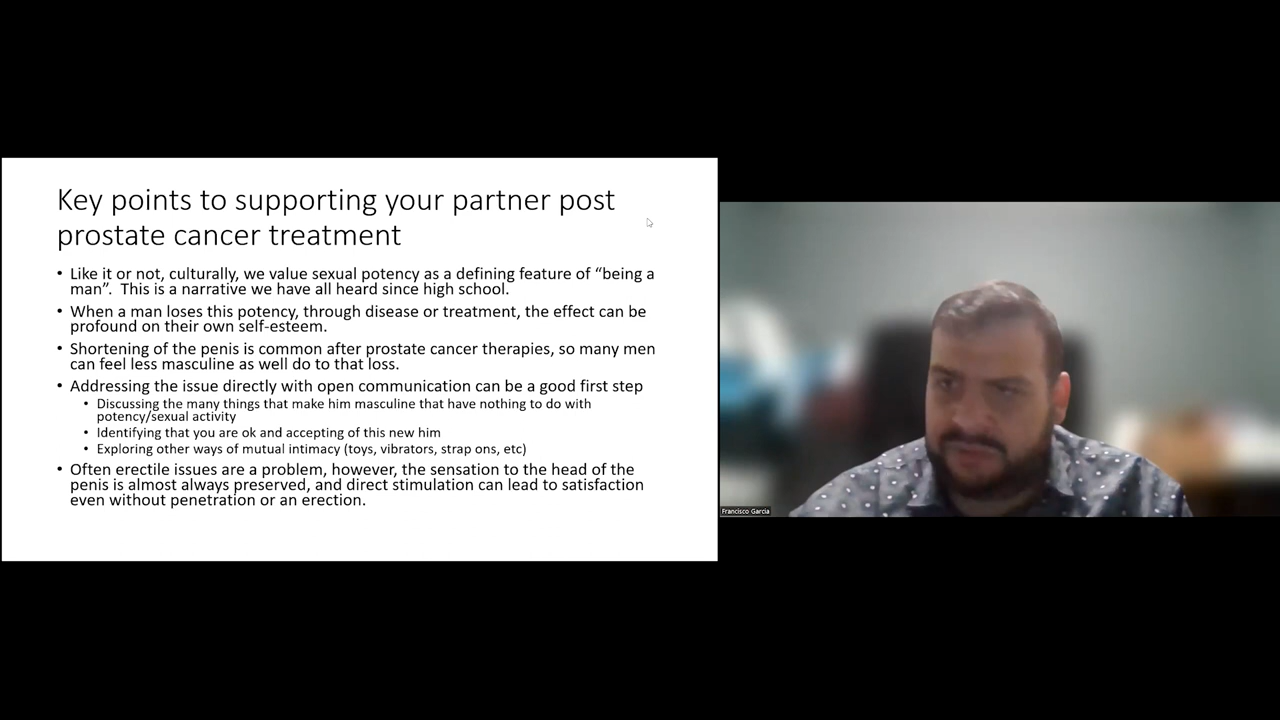 Key points to supporting your partner post
prostate cancer treatment
• Like it or not, culturally, we value sexual potency as a defining feature of “being a
man”.  This is a narrative we have all heard since high school.
• When a man loses this potency, through disease or treatment, the effect can be
profound on their own self-esteem.
• Shortening of the penis is common after prostate cancer therapies, so many men
can feel less masculine as well do to that loss.
• Addressing the issue directly with open communication can be a good first step
• Discussing the many things that make him masculine that have nothing to do with
potency/sexual activity
• Identifying that you are ok and accepting of this new him
• Exploring other ways of mutual intimacy (toys, vibrators, strap ons, etc)
• Often erectile issues are a problem, however, the sensation to the head of the
penis is almost always preserved, and direct stimulation can lead to satisfaction
even without penetration or an erection.
Francisco Garcia